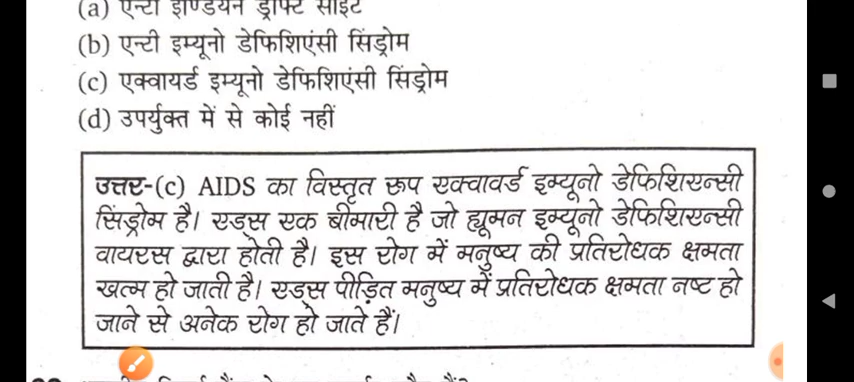 (a) एन्टी इण्डियन ड्राफ्ट साइट
(b) एन्टी इम्यूनो डेफिशिएंसी सिंड्रोम
(c) एक्वायर्ड इम्यूनो डेफिशिएंसी सिंड्रोम
(d) उपर्युक्त में से कोई नहीं
उत्तर-(c) AIDS का विस्तृत रूप एक्वावर्ड इम्यूनो डेफिशिएन्सी
सिंड्रोम है। एड्स एक बीमारी है जो ह्यूमन इम्यूनो डेफिशिएन्सी
वायरस द्वारा होती है। इस रोग में मनुष्य की प्रतिरोधक क्षमता
खत्म हो जाती है। एड्स पीड़ित मनुष्य में प्रतिरोधक क्षमता नष्ट हो
जाने से अनेक रोग हो जाते हैं।